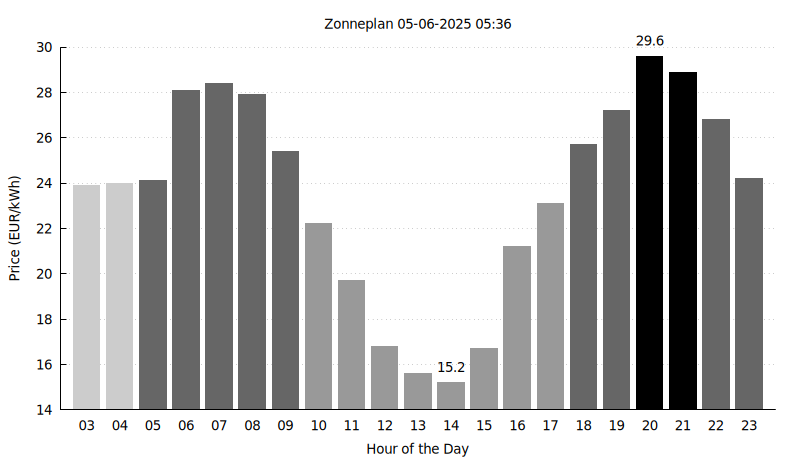 Zonneplan 05-06-2025 05:36
Price (EUR/kWh)
30
28
26
24
22
20
18
16
14
29.6
15.2
03 04 05 06 07 08 09 10 11 12 13 14 15 16 17 18 19 20 21 22 23
Hour of the Day